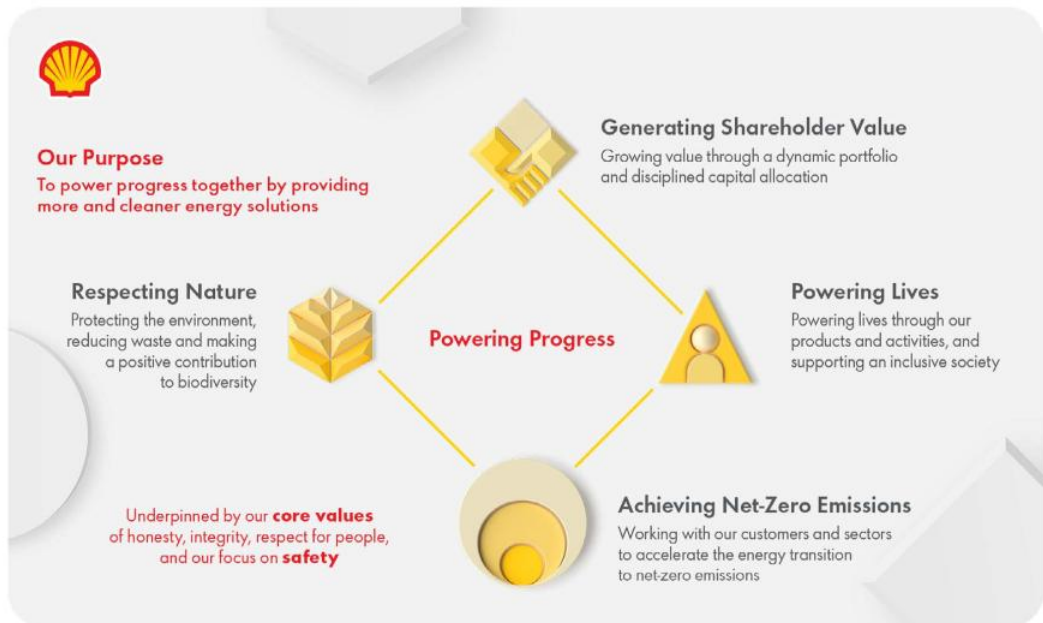 Our Purpose
To power progress together by providing
more and cleaner energy solutions
Generating Shareholder Value
Growing value through a dynamic portfolio
and disciplined capital allocation
Respecting Nature
Protecting the environment,
reducing waste and making
a positive contribution
to biodiversity
Powering Progress
Powering Lives
Powering lives through our
products and activities, and
supporting an inclusive society
Underpinned by our core values
of honesty, integrity, respect for people,
and our focus on safety
Achieving Net-Zero Emissions
Working with our customers and sectors
to accelerate the energy transition
to net-zero emissions